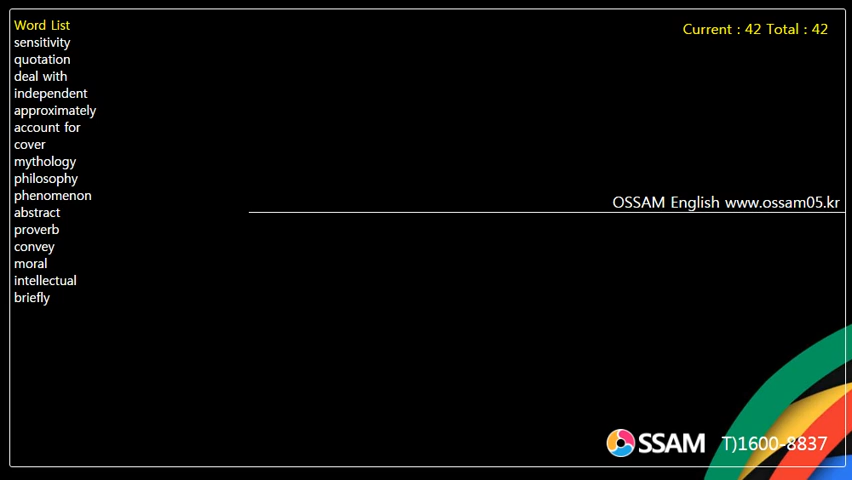 Word List
sensitivity
quotation
deal with
independent
approximately
account for
cover
mythology
philosophy
phenomenon
abstract
proverb
convey
moral
intellectual
briefly
Current : 42 Total : 42
OSSAM English www.ossam05.kr
OSSAM T)1600-8837